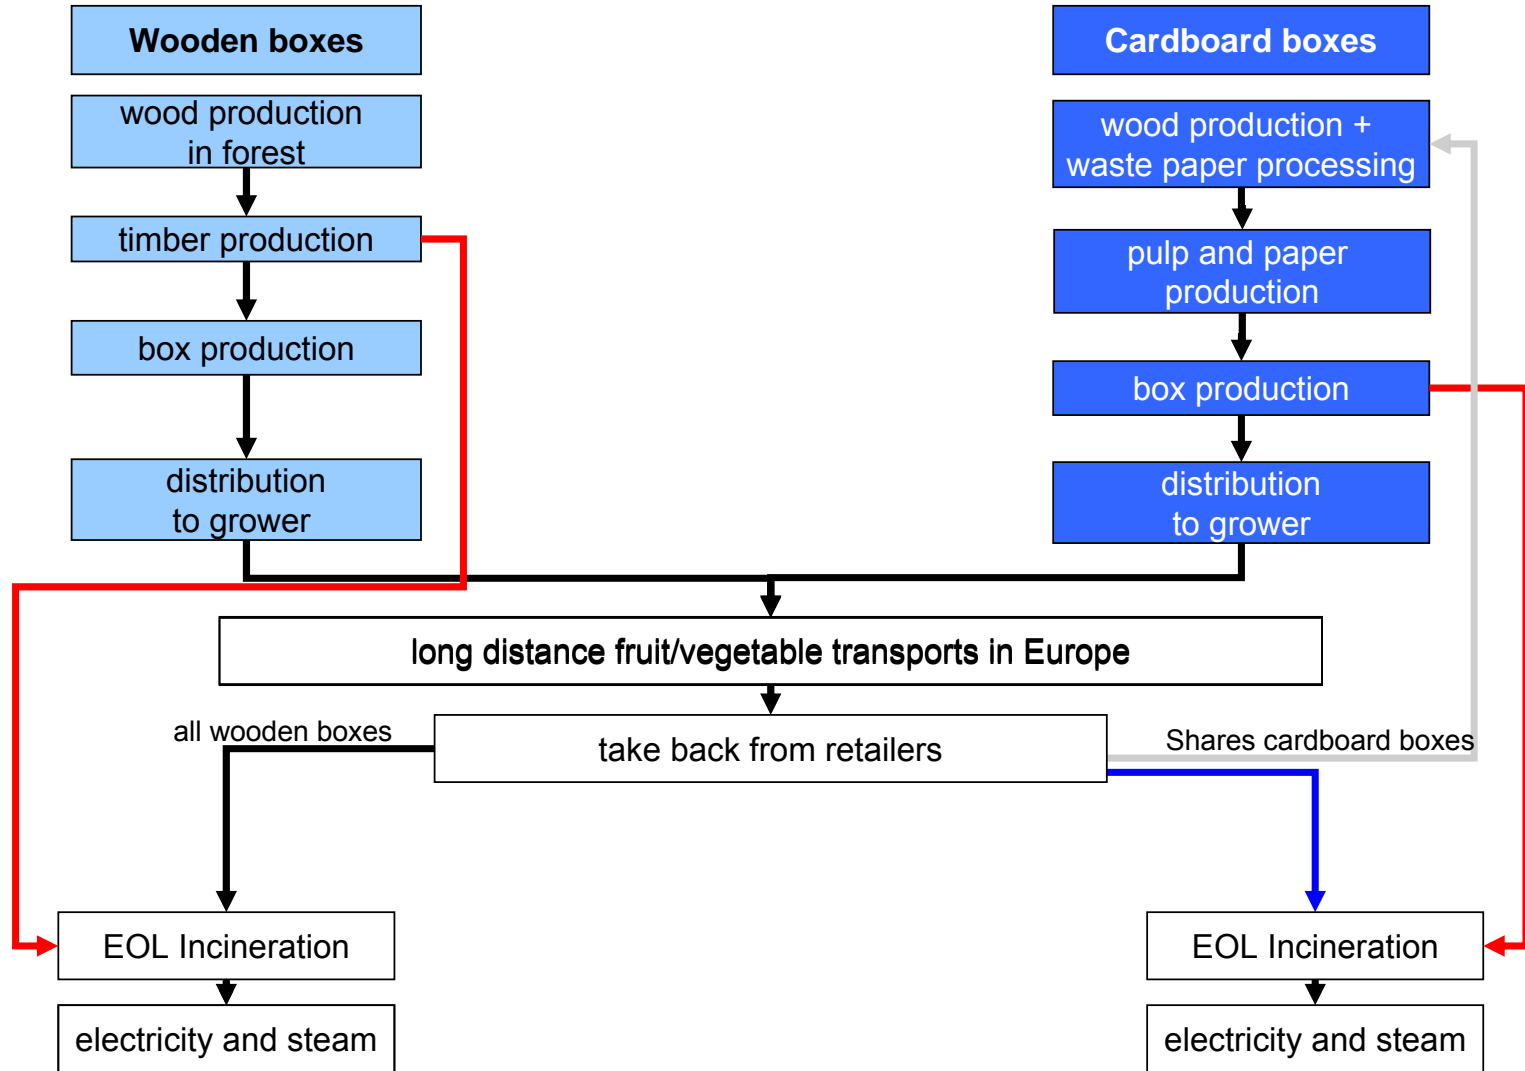 Wooden boxes
wood production
in forest
timber production
box production
distribution
to grower
Cardboard boxes
wood production +
waste paper processing
pulp and paper
production
box production
distribution
to grower
long distance fruit/vegetable transports in Europe
take back from retailers
all wooden boxes
Shares cardboard boxes
EOL Incineration
electricity and steam
EOL Incineration
electricity and steam